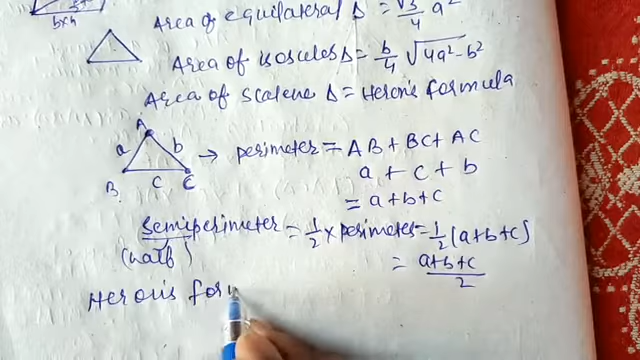 b×h
Area of equilateral Δ = √3/4 a²
Area of isosceles Δ = b/4 √4a²-b²
Area of scalene Δ = Heron's formula
A
a b → perimeter = AB + BC + AC
B c C a + c + b
= a+b+c
Semiperimeter = 1/2 × perimeter = 1/2 (a+b+c)
(half) = a+b+c/2
Heron's for